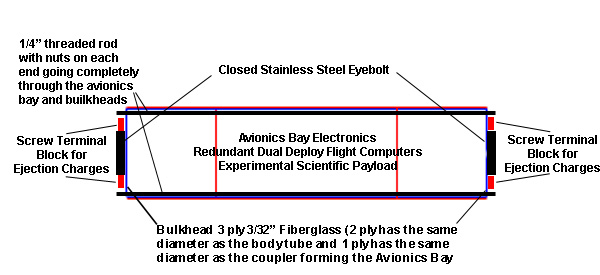 1/4" threaded rod
with nuts on each
end going completely
through the avionics
bay and builkheads
Closed Stainless Steel Eyebolt
Screw Terminal
Block for
Ejection Charges
Avionics Bay Electronics
Redundant Dual Deploy Flight Computers
Experimental Scientific Payload
Screw Terminal
Block for
Ejection Charges
Bulkhead 3 ply 3/32" Fiberglass (2 ply has the same
diameter as the body tube and 1 ply has the same
diameter as the coupler forming the Avionics Bay